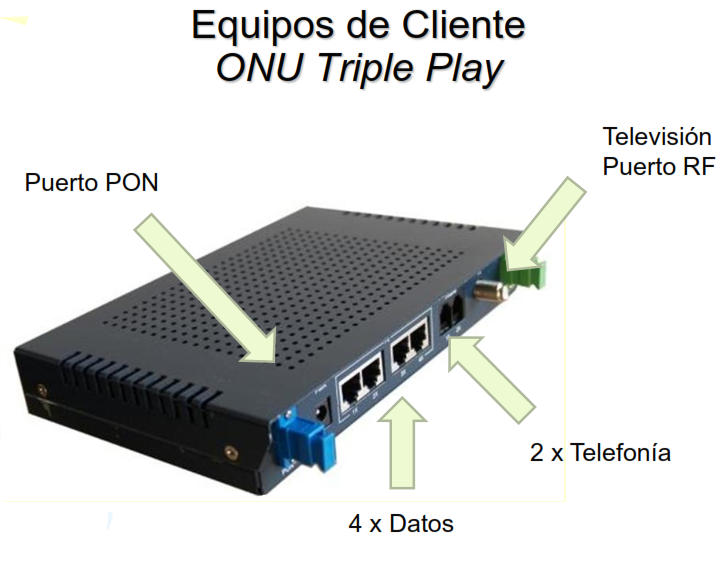 Equipos de Cliente
ONU Triple Play
Televisión
Puerto RF
Puerto PON
2 x Telefonía
4 x Datos